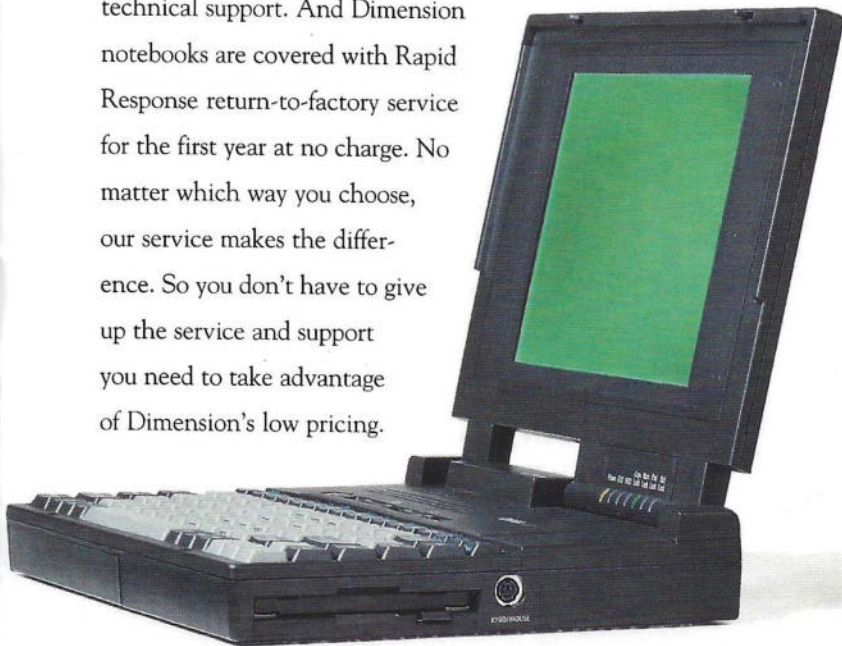 technical support. And Dimension
notebooks are covered with Rapid
Response return-to-factory service
for the first year at no charge. No
matter which way you choose,
our service makes the differ-
ence. So you don't have to give
up the service and support
you need to take advantage
of Dimension's low pricing.
KYBD/MOUSE